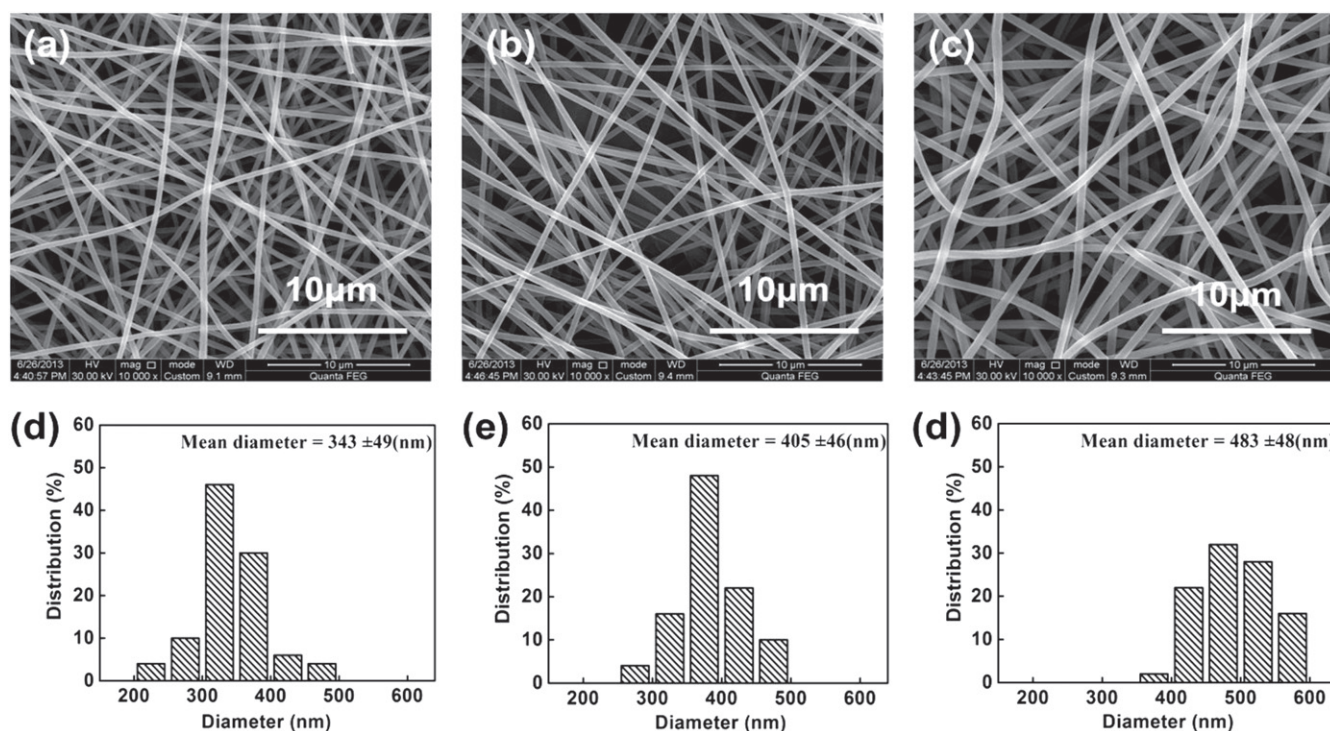 (a)
10μm
6/26/2013 HV mag □ mode WD 10 μm
4:40:57 PM 30.00 kV 10 000 x Custom 9.1 mm Quanta FEG
(b)
10μm
6/26/2013 HV mag □ mode WD 10 μm
4:46:45 PM 30.00 kV 10 000 x Custom 9.4 mm Quanta FEG
(c)
10μm
6/26/2013 HV mag □ mode WD 10 μm
4:43:45 PM 30.00 kV 10 000 x Custom 9.3 mm Quanta FEG
(d)
Mean diameter = 343 ±49(nm)
Distribution (%)
60
50
40
30
20
10
0
200 300 400 500 600
Diameter (nm)
(e)
Mean diameter = 405 ±46(nm)
Distribution (%)
60
50
40
30
20
10
0
200 300 400 500 600
Diameter (nm)
(d)
Mean diameter = 483 ±48(nm)
Distribution (%)
60
50
40
30
20
10
0
200 300 400 500 600
Diameter (nm)